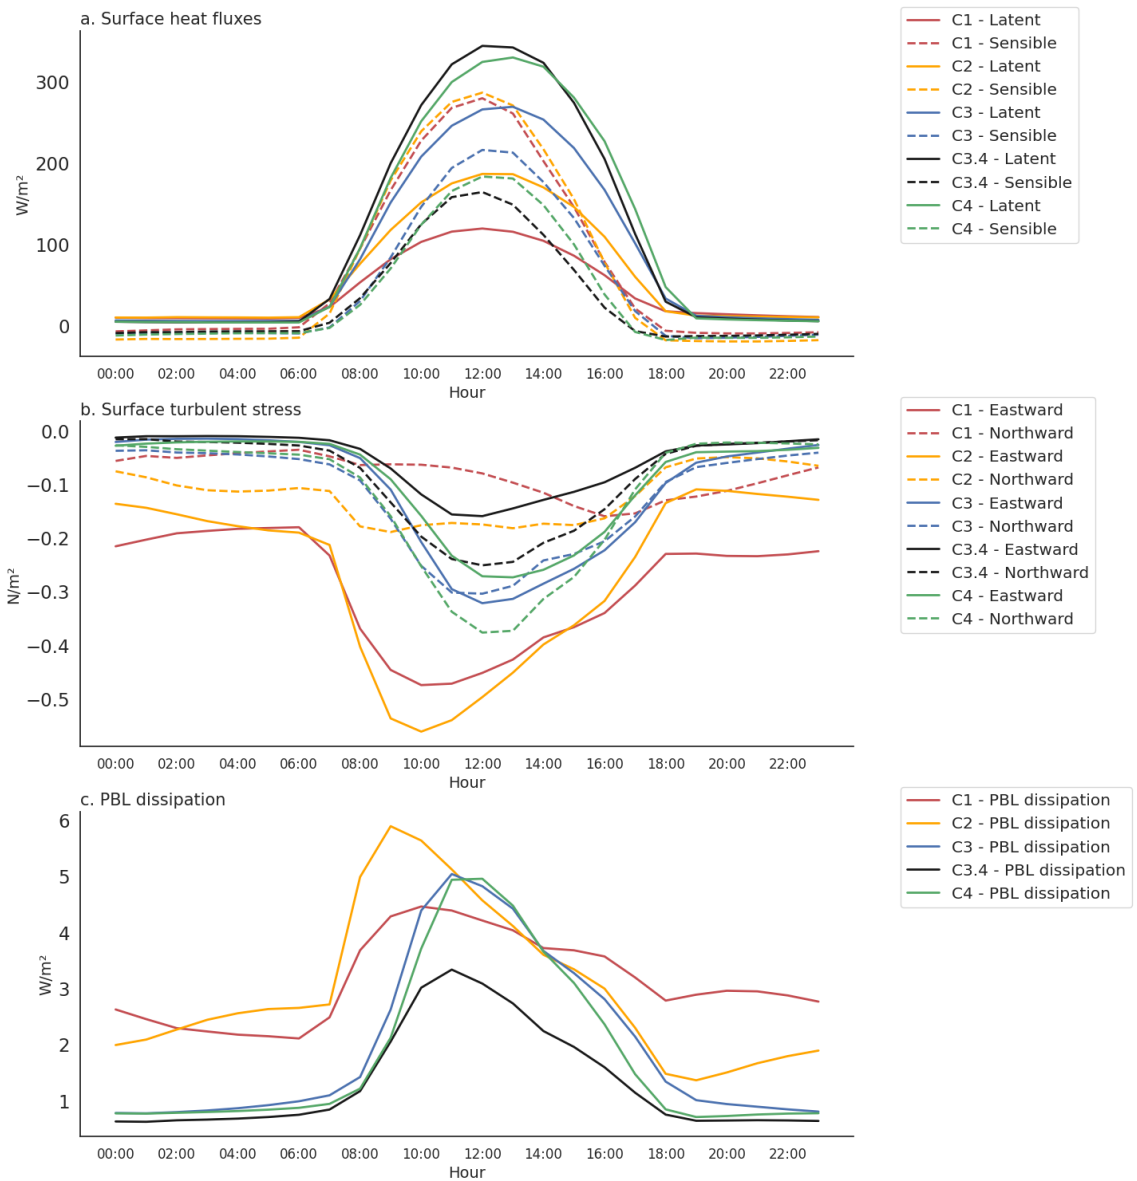 a. Surface heat fluxes
W/m²
300
200
100
0
00:00 02:00 04:00 06:00 08:00 10:00 12:00 14:00 16:00 18:00 20:00 22:00
Hour
C1 - Latent
C1 - Sensible
C2 - Latent
C2 - Sensible
C3 - Latent
C3 - Sensible
C3.4 - Latent
C3.4 - Sensible
C4 - Latent
C4 - Sensible
b. Surface turbulent stress
N/m²
0.0
−0.1
−0.2
−0.3
−0.4
−0.5
00:00 02:00 04:00 06:00 08:00 10:00 12:00 14:00 16:00 18:00 20:00 22:00
Hour
C1 - Eastward
C1 - Northward
C2 - Eastward
C2 - Northward
C3 - Eastward
C3 - Northward
C3.4 - Eastward
C3.4 - Northward
C4 - Eastward
C4 - Northward
c. PBL dissipation
W/m²
6
5
4
3
2
1
00:00 02:00 04:00 06:00 08:00 10:00 12:00 14:00 16:00 18:00 20:00 22:00
Hour
C1 - PBL dissipation
C2 - PBL dissipation
C3 - PBL dissipation
C3.4 - PBL dissipation
C4 - PBL dissipation